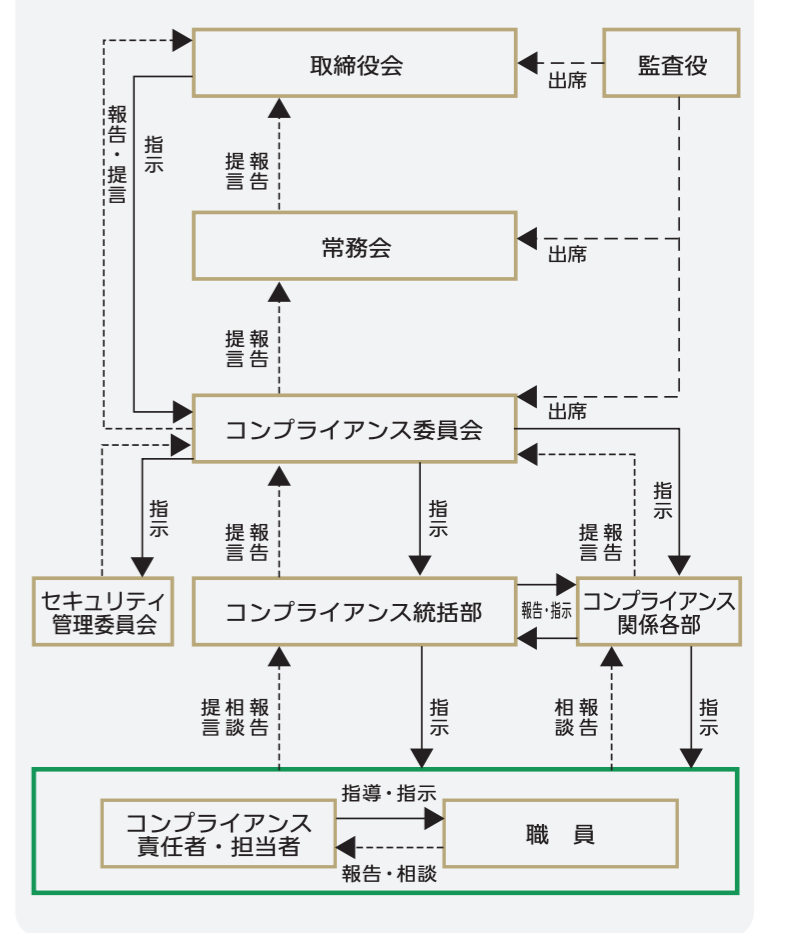 取締役会
監査役
出席
報告・提言
指示
報告
提言
常務会
出席
報告
提言
コンプライアンス委員会
出席
指示
報告
提言
指示
報告
提言
指示
セキュリティ
管理委員会
コンプライアンス統括部
報告・指示
コンプライアンス
関係各部
報告
相談
提言
指示
報告
相談
指示
指導・指示
コンプライアンス
責任者・担当者
職　員
報告・相談